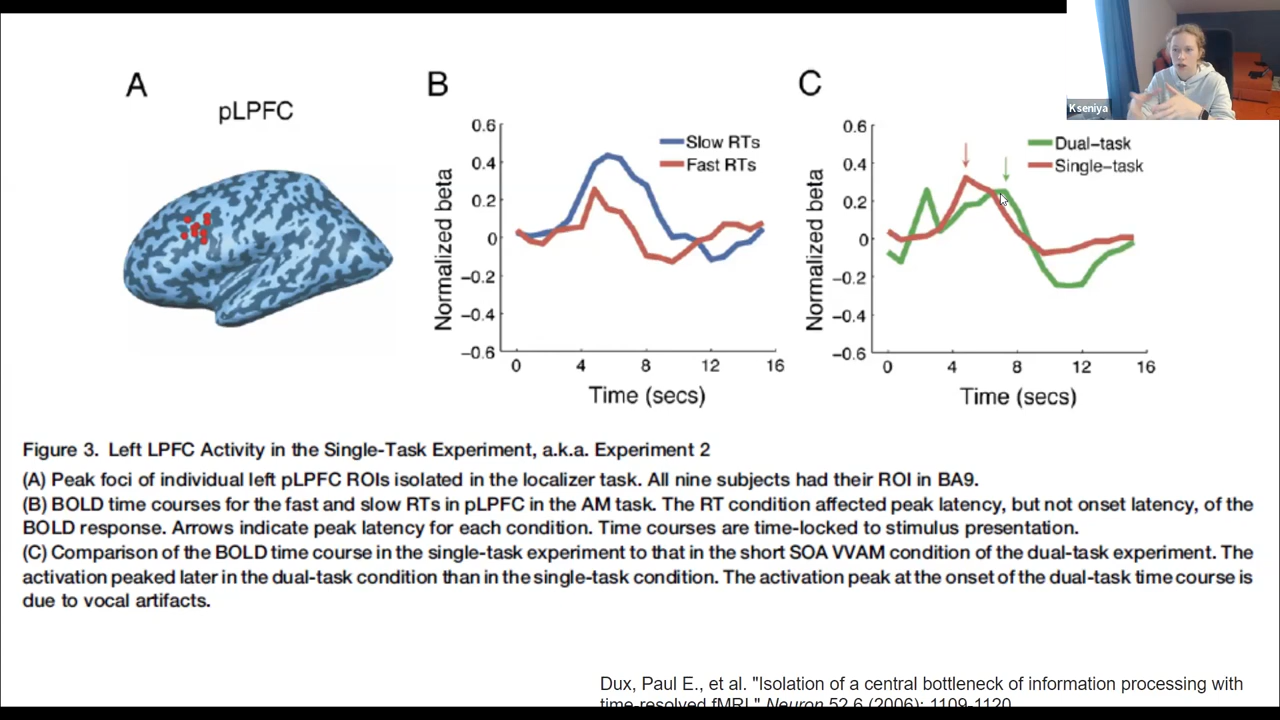 A
pLPFC
B
0.6
0.4
0.2
0
−0.2
−0.4
−0.6
Normalized beta
Slow RTs
Fast RTs
0 4 8 12 16
Time (secs)
C
0.6
0.4
0.2
0
−0.2
−0.4
−0.6
Normalized beta
Dual−task
Single−task
0 4 8 12 16
Time (secs)
Kseniya
Figure 3. Left LPFC Activity in the Single-Task Experiment, a.k.a. Experiment 2
(A) Peak foci of individual left pLPFC ROIs isolated in the localizer task. All nine subjects had their ROI in BA9.
(B) BOLD time courses for the fast and slow RTs in pLPFC in the AM task. The RT condition affected peak latency, but not onset latency, of the
BOLD response. Arrows indicate peak latency for each condition. Time courses are time-locked to stimulus presentation.
(C) Comparison of the BOLD time course in the single-task experiment to that in the short SOA VVAM condition of the dual-task experiment. The
activation peaked later in the dual-task condition than in the single-task condition. The activation peak at the onset of the dual-task time course is
due to vocal artifacts.
Dux, Paul E., et al. "Isolation of a central bottleneck of information processing with
time-resolved fMRI." Neuron 52.6 (2006): 1109-1120.